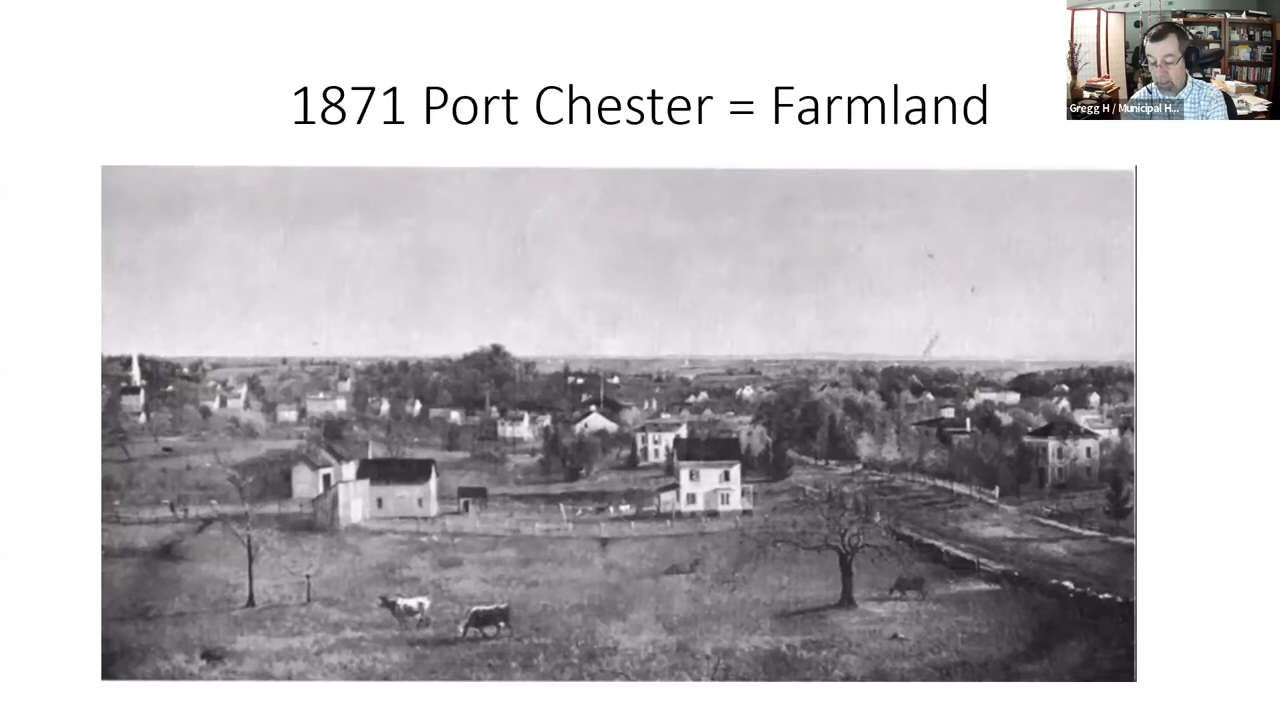 1871 Port Chester = Farmland
Gregg H / Municipal H...